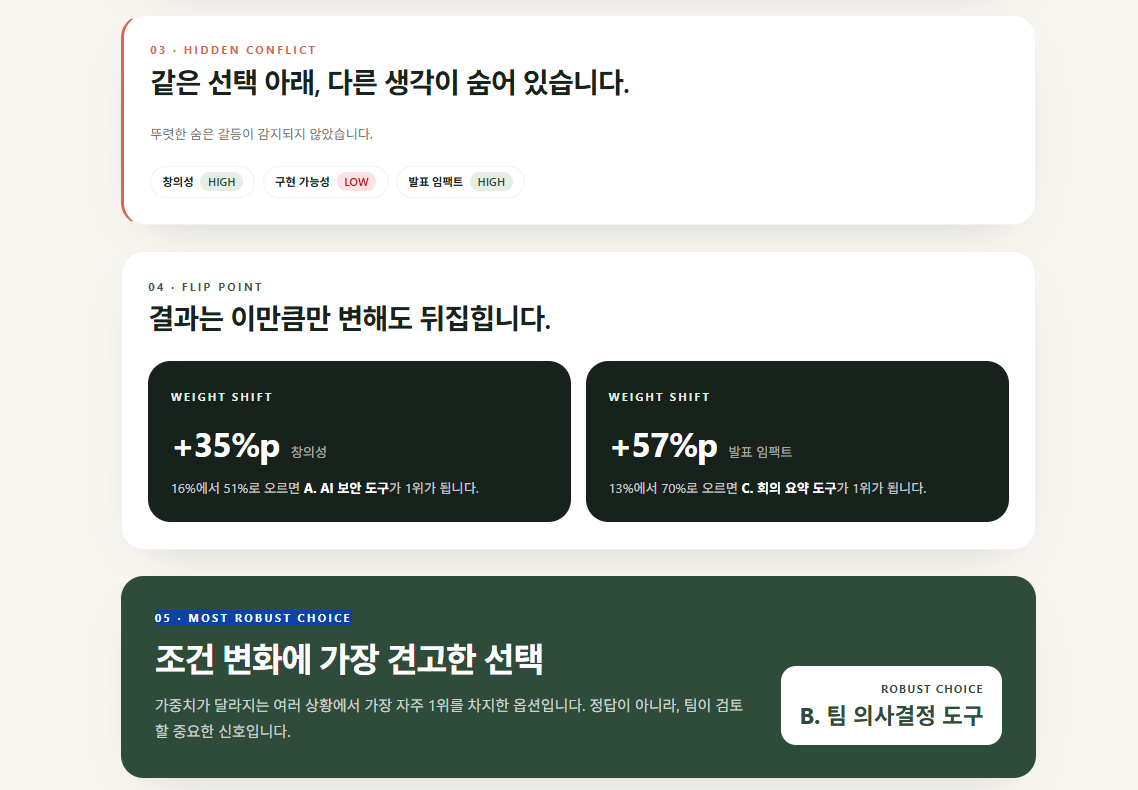 03 · HIDDEN CONFLICT
같은 선택 아래, 다른 생각이 숨어 있습니다.
뚜렷한 숨은 갈등이 감지되지 않았습니다.
창의성 HIGH 구현 가능성 LOW 발표 임팩트 HIGH
04 · FLIP POINT
결과는 이만큼만 변해도 뒤집힙니다.
WEIGHT SHIFT
+35%p 창의성
16%에서 51%로 오르면 A. AI 보안 도구가 1위가 됩니다.
WEIGHT SHIFT
+57%p 발표 임팩트
13%에서 70%로 오르면 C. 회의 요약 도구가 1위가 됩니다.
05 · MOST ROBUST CHOICE
조건 변화에 가장 견고한 선택
가중치가 달라지는 여러 상황에서 가장 자주 1위를 차지한 옵션입니다. 정답이 아니라, 팀이 검토
할 중요한 신호입니다.
ROBUST CHOICE
B. 팀 의사결정 도구